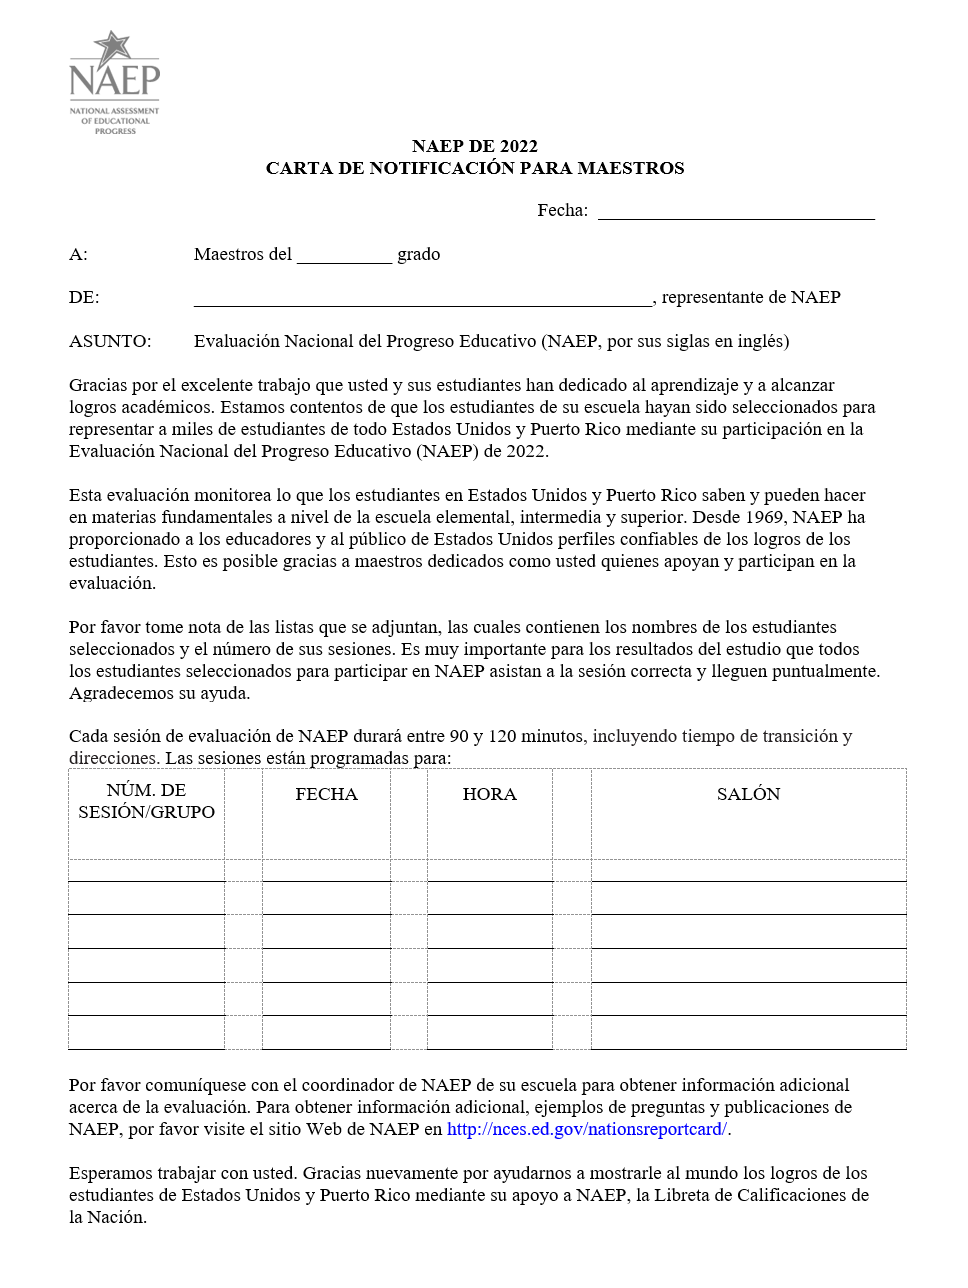 NAEP
NATIONAL ASSESSMENT
OF EDUCATIONAL
PROGRESS
NAEP DE 2022
CARTA DE NOTIFICACIÓN PARA MAESTROS
Fecha: ______________________________
A: Maestros del __________ grado
DE: __________________________________________________, representante de NAEP
ASUNTO: Evaluación Nacional del Progreso Educativo (NAEP, por sus siglas en inglés)
Gracias por el excelente trabajo que usted y sus estudiantes han dedicado al aprendizaje y a alcanzar
logros académicos. Estamos contentos de que los estudiantes de su escuela hayan sido seleccionados para
representar a miles de estudiantes de todo Estados Unidos y Puerto Rico mediante su participación en la
Evaluación Nacional del Progreso Educativo (NAEP) de 2022.
Esta evaluación monitorea lo que los estudiantes en Estados Unidos y Puerto Rico saben y pueden hacer
en materias fundamentales a nivel de la escuela elemental, intermedia y superior. Desde 1969, NAEP ha
proporcionado a los educadores y al público de Estados Unidos perfiles confiables de los logros de los
estudiantes. Esto es posible gracias a maestros dedicados como usted quienes apoyan y participan en la
evaluación.
Por favor tome nota de las listas que se adjuntan, las cuales contienen los nombres de los estudiantes
seleccionados y el número de sus sesiones. Es muy importante para los resultados del estudio que todos
los estudiantes seleccionados para participar en NAEP asistan a la sesión correcta y lleguen puntualmente.
Agradecemos su ayuda.
Cada sesión de evaluación de NAEP durará entre 90 y 120 minutos, incluyendo tiempo de transición y
direcciones. Las sesiones están programadas para:
NÚM. DE
SESIÓN/GRUPO
FECHA
HORA
SALÓN
Por favor comuníquese con el coordinador de NAEP de su escuela para obtener información adicional
acerca de la evaluación. Para obtener información adicional, ejemplos de preguntas y publicaciones de
NAEP, por favor visite el sitio Web de NAEP en http://nces.ed.gov/nationsreportcard/.
Esperamos trabajar con usted. Gracias nuevamente por ayudarnos a mostrarle al mundo los logros de los
estudiantes de Estados Unidos y Puerto Rico mediante su apoyo a NAEP, la Libreta de Calificaciones de
la Nación.